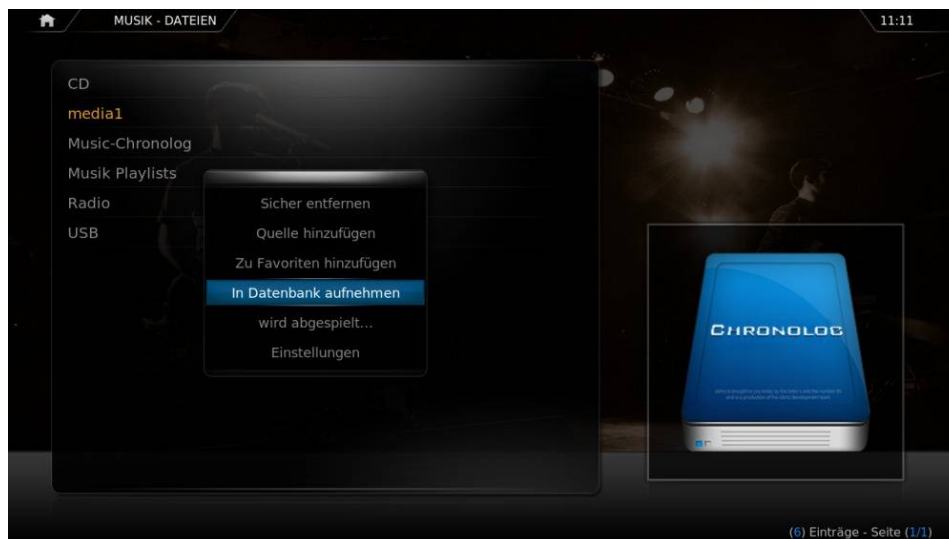 MUSIK - DATEIEN
11:11
CD
media1
Music-Chronolog
Musik Playlists
Radio
USB
Sicher entfernen
Quelle hinzufügen
Zu Favoriten hinzufügen
In Datenbank aufnehmen
wird abgespielt...
Einstellungen
CHRONOLOG
(6) Einträge - Seite (1/1)